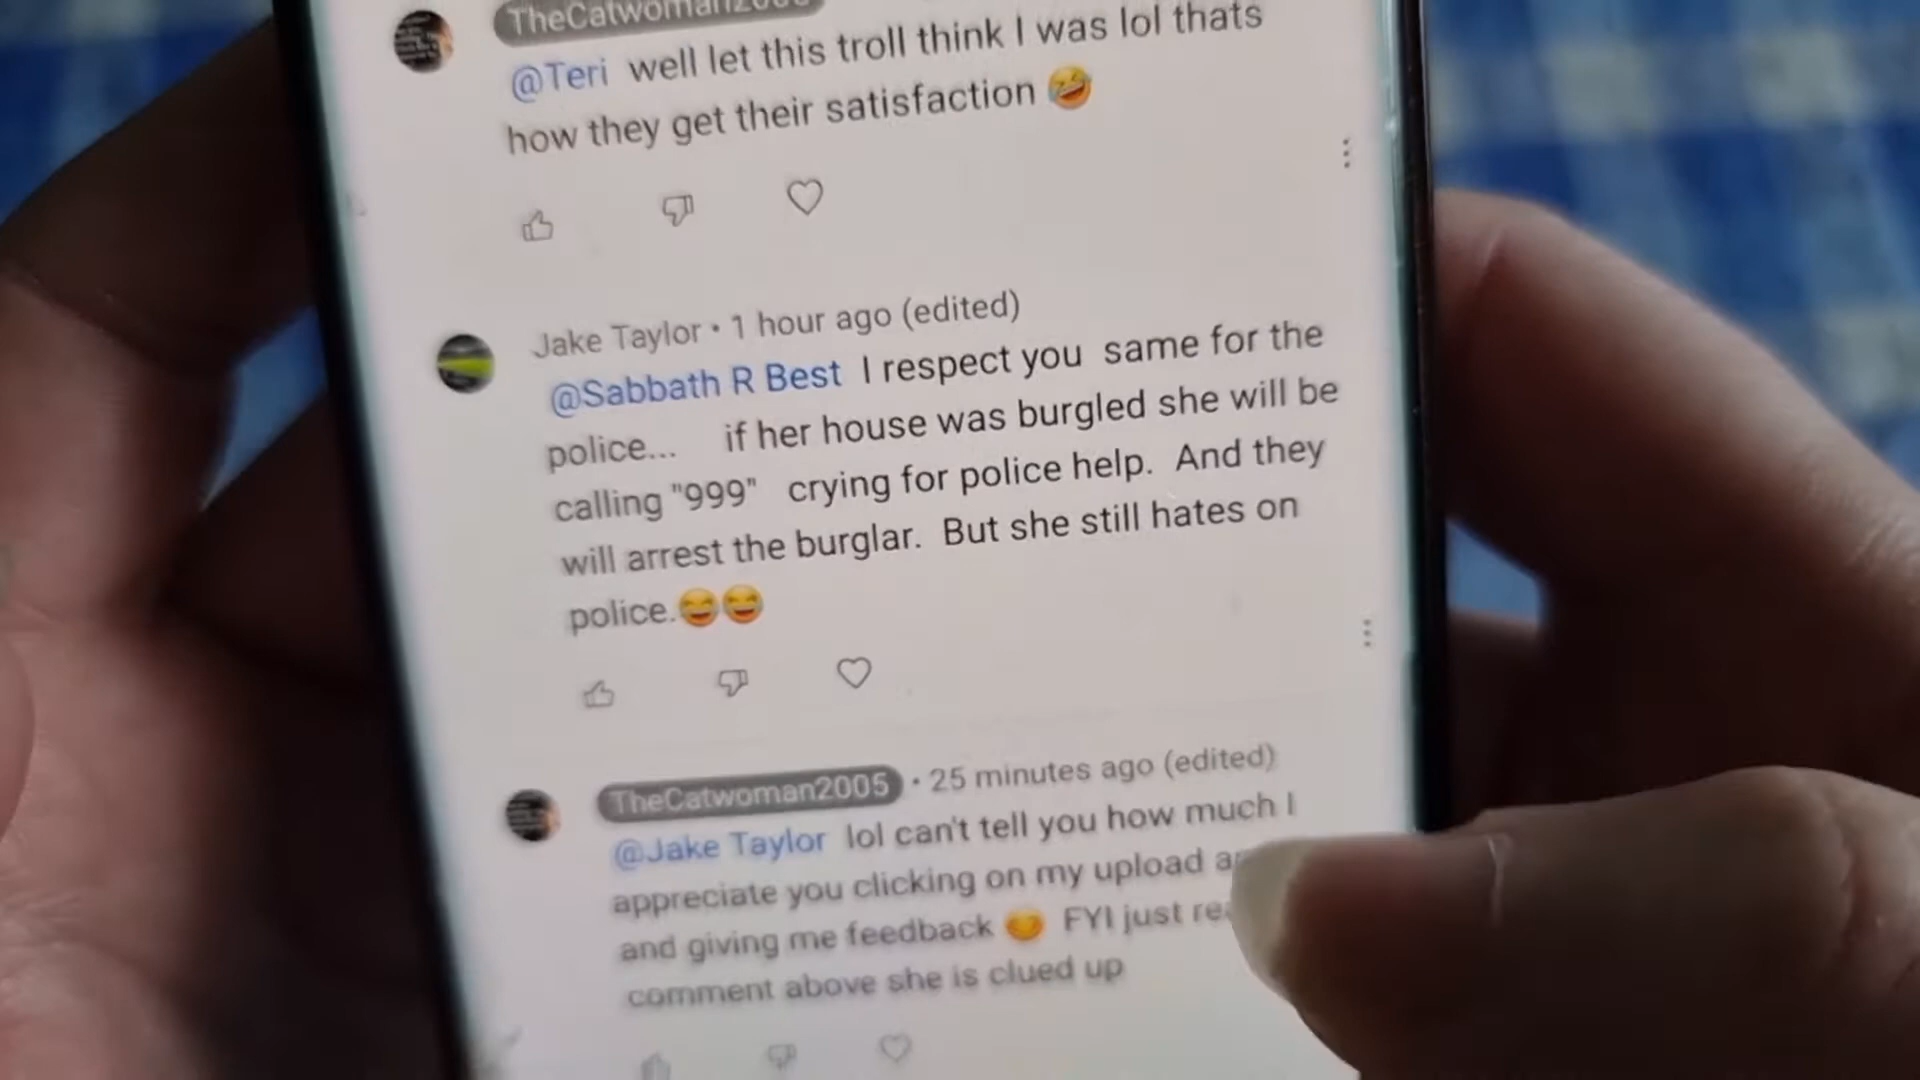 @Teri well let this troll think I was lol thats
how they get their satisfaction 🤣
Jake Taylor • 1 hour ago (edited)
@Sabbath R Best I respect you same for the
police... if her house was burgled she will be
calling "999" crying for police help. And they
will arrest the burglar. But she still hates on
police.😂😂
TheCatwoman2005 • 25 minutes ago (edited)
@Jake Taylor lol can't tell you how much I
appreciate you clicking on my upload
and giving me feedback 😊 FYI just
comment above she is clued up